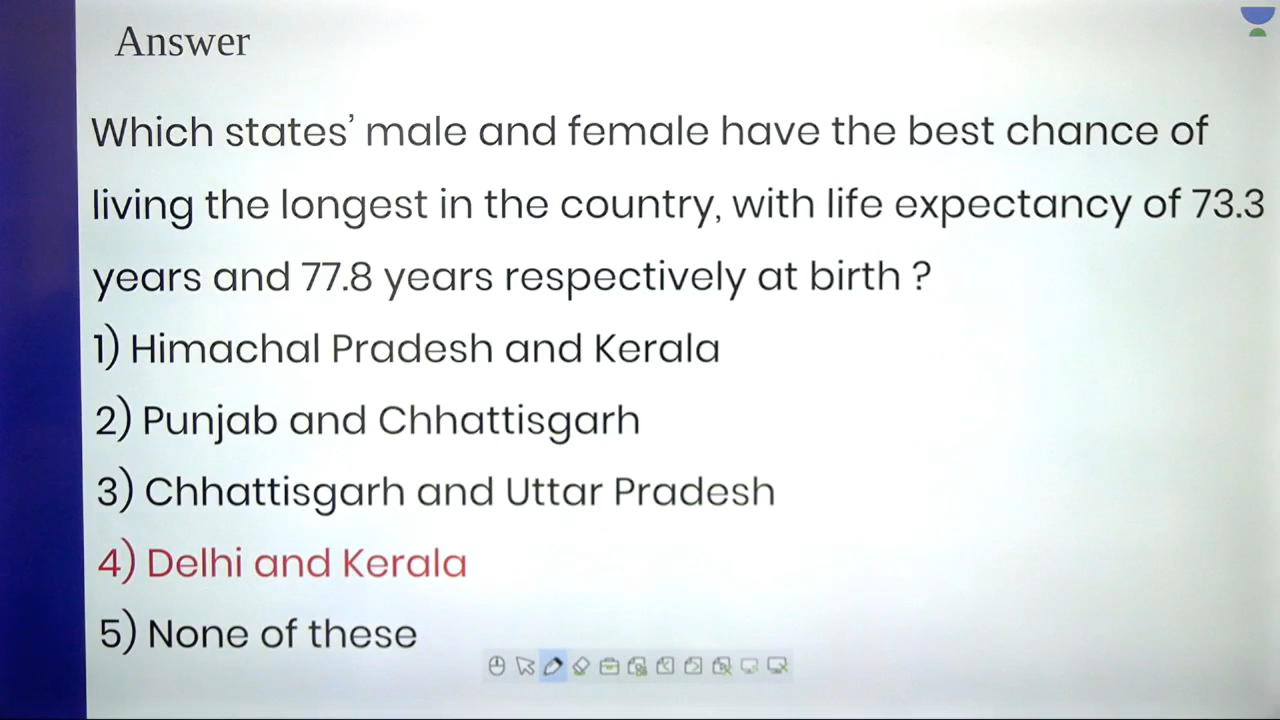 Answer
Which states’ male and female have the best chance of
living the longest in the country, with life expectancy of 73.3
years and 77.8 years respectively at birth ?
1) Himachal Pradesh and Kerala
2) Punjab and Chhattisgarh
3) Chhattisgarh and Uttar Pradesh
4) Delhi and Kerala
5) None of these